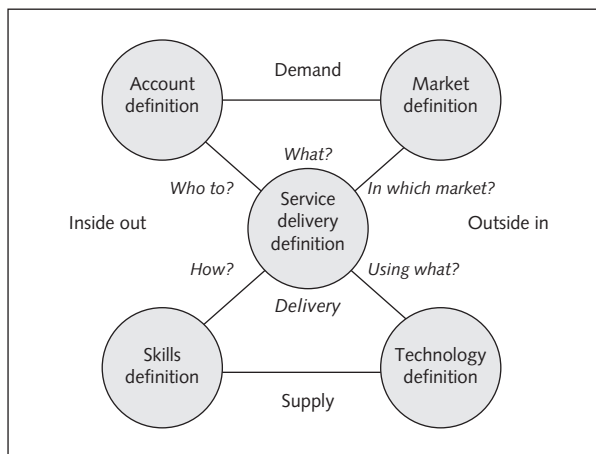 Demand
Account
definition
Market
definition
What?
Who to?
In which market?
Service
delivery
definition
Inside out
Outside in
How?
Using what?
Delivery
Skills
definition
Technology
definition
Supply